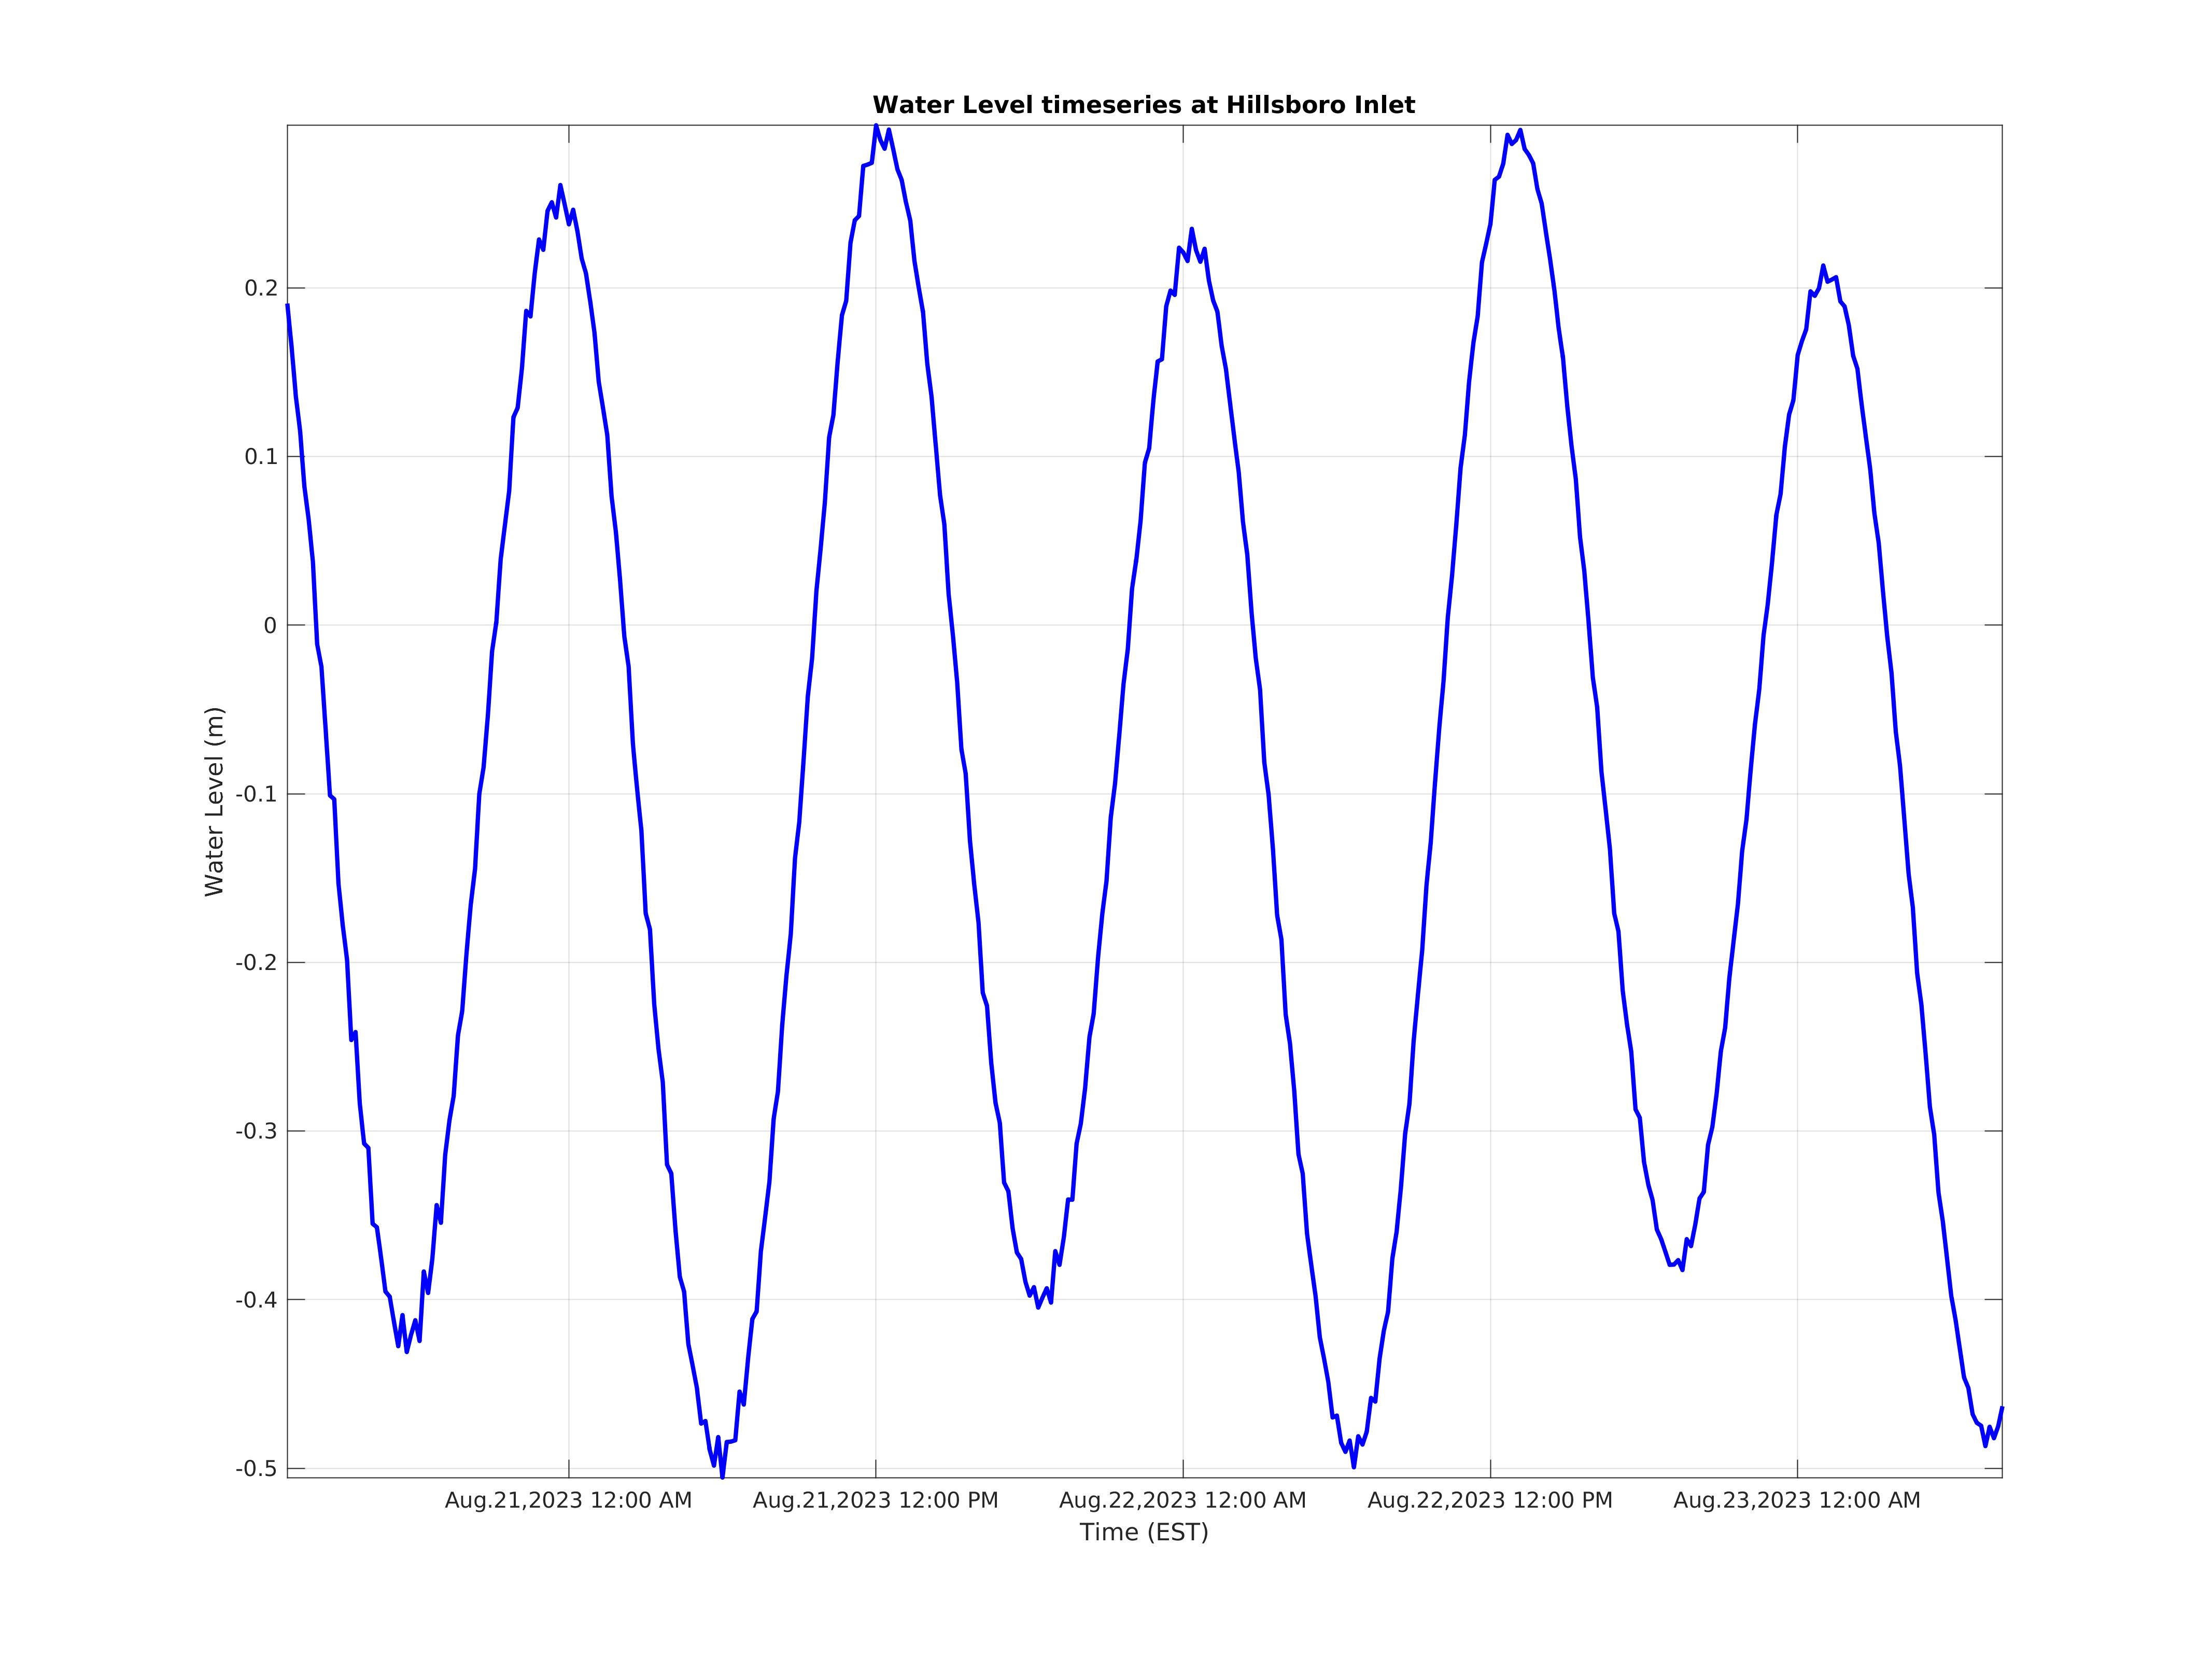 Water Level timeseries at Hillsboro Inlet
0.2
0.1
0
-0.1
-0.2
-0.3
-0.4
-0.5
Water Level (m)
Aug.21,2023 12:00 AM
Aug.21,2023 12:00 PM
Aug.22,2023 12:00 AM
Aug.22,2023 12:00 PM
Aug.23,2023 12:00 AM
Time (EST)